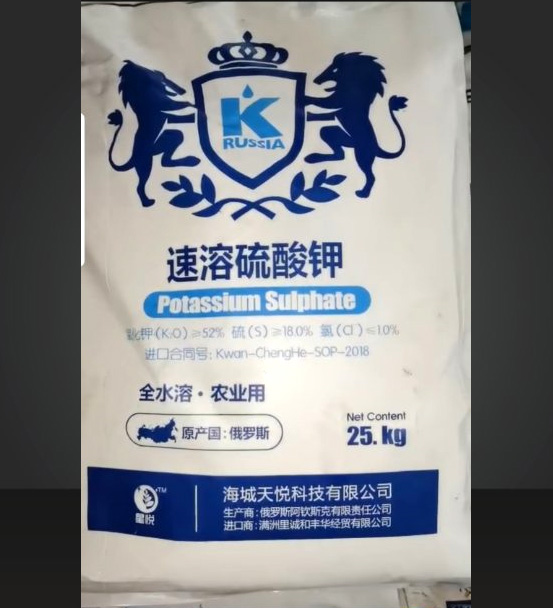 K
RUSSIA
速溶硫酸钾
Potassium Sulphate
氧化钾(K₂O)≥52% 硫(S)≥18.0% 氯(Cl)≤1.0%
进口合同号: Kwan-ChengHe-SOP-2018
全水溶·农业用
原产国:俄罗斯
Net Content
25. kg
TM
星悦
海城天悦科技有限公司
生产商:俄罗斯阿钦斯克有限责任公司
进口商:满洲里诚和丰华经贸有限公司